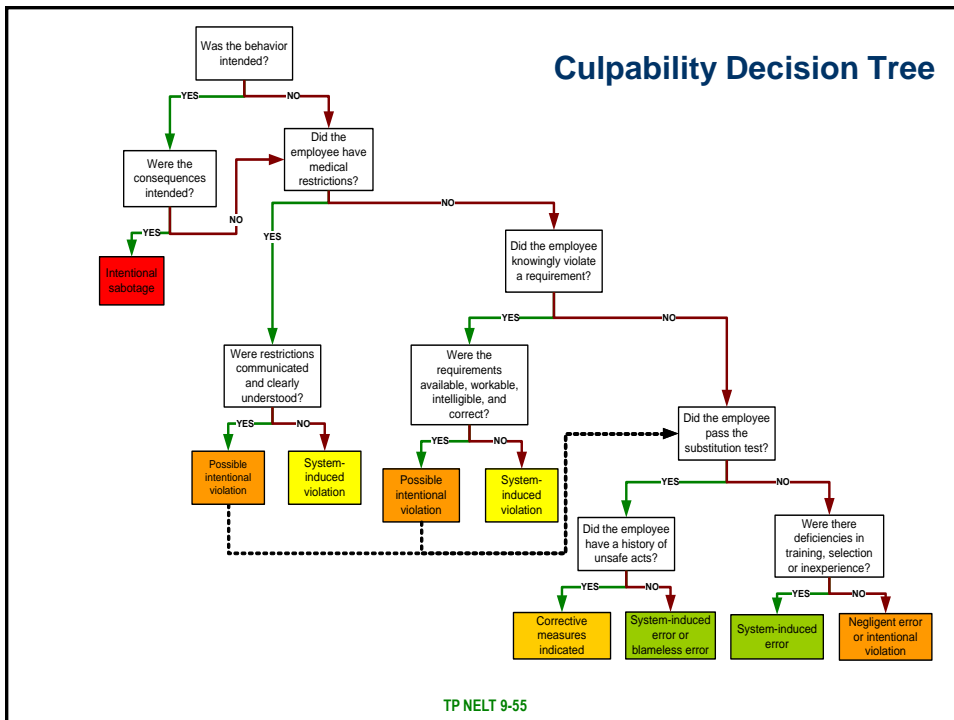 Culpability Decision Tree
Was the behavior
intended?
YES
NO
Did the
employee have
medical
restrictions?
Were the
consequences
intended?
YES
NO
YES
NO
Intentional
sabotage
Did the employee
knowingly violate
a requirement?
YES
NO
Were restrictions
communicated
and clearly
understood?
Were the
requirements
available, workable,
intelligible, and
correct?
Did the employee
pass the
substitution test?
YES
NO
YES
NO
Possible
intentional
violation
System-
induced
violation
Possible
intentional
violation
System-
induced
violation
YES
NO
Did the employee
have a history of
unsafe acts?
Were there
deficiencies in
training, selection
or inexperience?
YES
NO
YES
NO
Corrective
measures
indicated
System-induced
error or
blameless error
System-induced
error
Negligent error
or intentional
violation
TP NELT 9-55